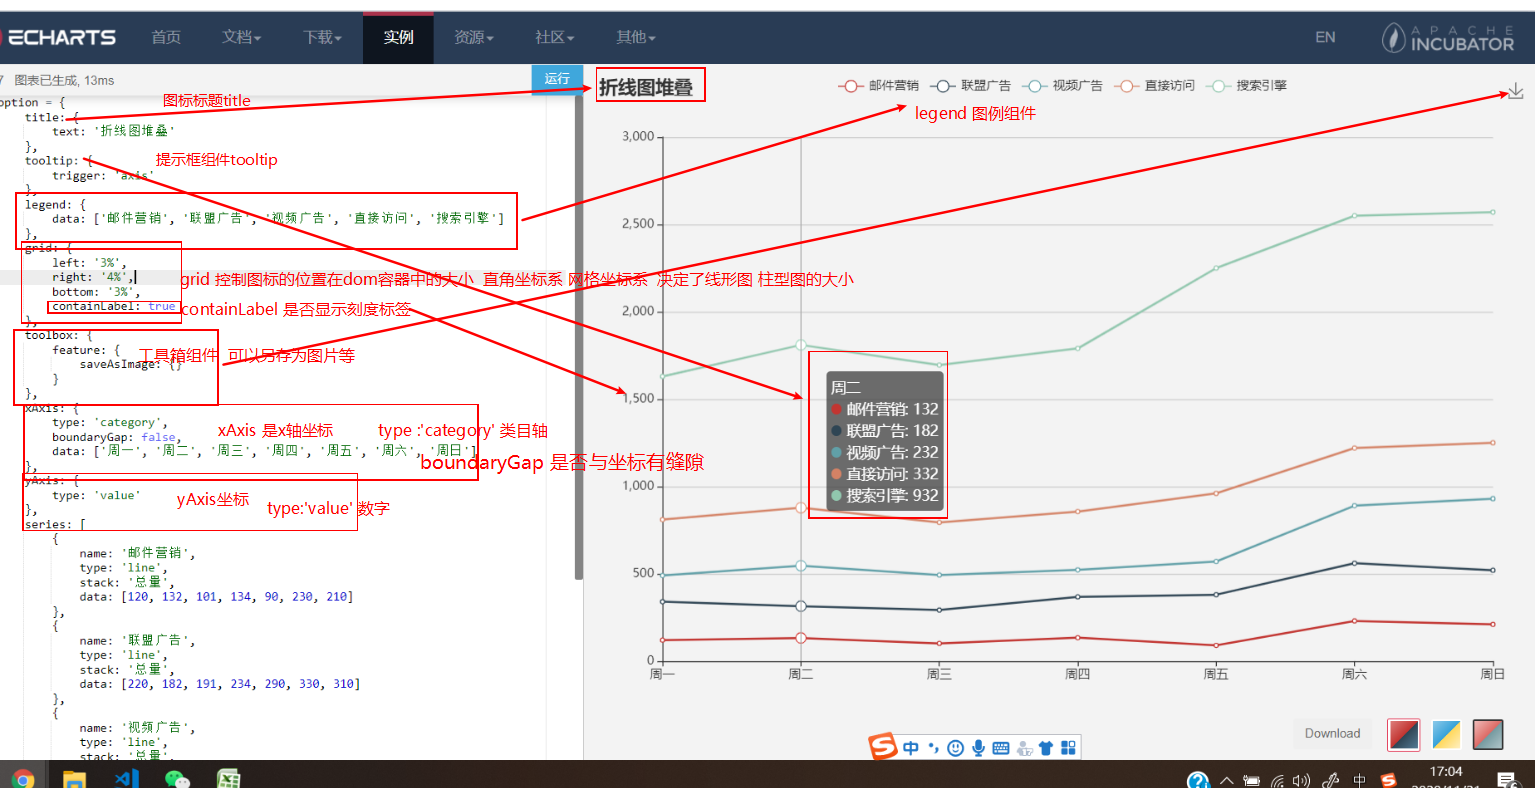 ECHARTS 首页 文档 下载 实例 资源 社区 其他 EN APACHE INCUBATOR
7 图表已生成, 13ms 运行
option = {
title: {
text: '折线图堆叠'
},
tooltip: {
trigger: 'axis'
},
legend: {
data: ['邮件营销', '联盟广告', '视频广告', '直接访问', '搜索引擎']
},
grid: {
left: '3%',
right: '4%',
bottom: '3%',
containLabel: true
},
toolbox: {
feature: {
saveAsImage: {}
}
},
xAxis: {
type: 'category',
boundaryGap: false,
data: ['周一', '周二', '周三', '周四', '周五', '周六', '周日']
},
yAxis: {
type: 'value'
},
series: [
{
name: '邮件营销',
type: 'line',
stack: '总量',
data: [120, 132, 101, 134, 90, 230, 210]
},
{
name: '联盟广告',
type: 'line',
stack: '总量',
data: [220, 182, 191, 234, 290, 330, 310]
},
{
name: '视频广告',
type: 'line',
stack: '总量',
图标标题title
提示框组件tooltip
grid 控制图标的位置在dom容器中的大小 直角坐标系 网格坐标系 决定了线形图 柱型图的大小
containLabel 是否显示刻度标签
工具箱组件 可以另存为图片等
xAxis 是x轴坐标 type :'category' 类目轴
boundaryGap 是否与坐标有缝隙
yAxis坐标
type:'value' 数字
折线图堆叠
邮件营销 联盟广告 视频广告 直接访问 搜索引擎
legend 图例组件
3,000
2,500
2,000
1,500
1,000
500
0
周二
邮件营销: 132
联盟广告: 182
视频广告: 232
直接访问: 332
搜索引擎: 932
周一 周二 周三 周四 周五 周六 周日
Download
中
中
17:04